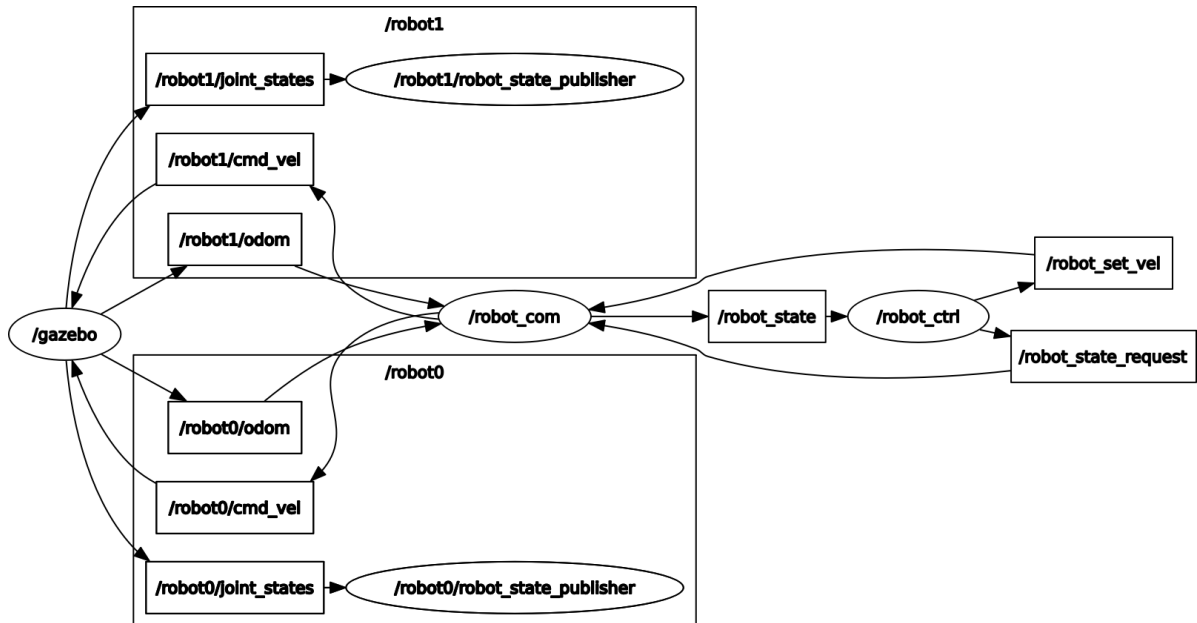 /robot1
/robot1/joint_states
/robot1/robot_state_publisher
/robot1/cmd_vel
/robot1/odom
/robot_set_vel
/robot_com
/robot_state
/robot_ctrl
/gazebo
/robot_state_request
/robot0
/robot0/odom
/robot0/cmd_vel
/robot0/joint_states
/robot0/robot_state_publisher